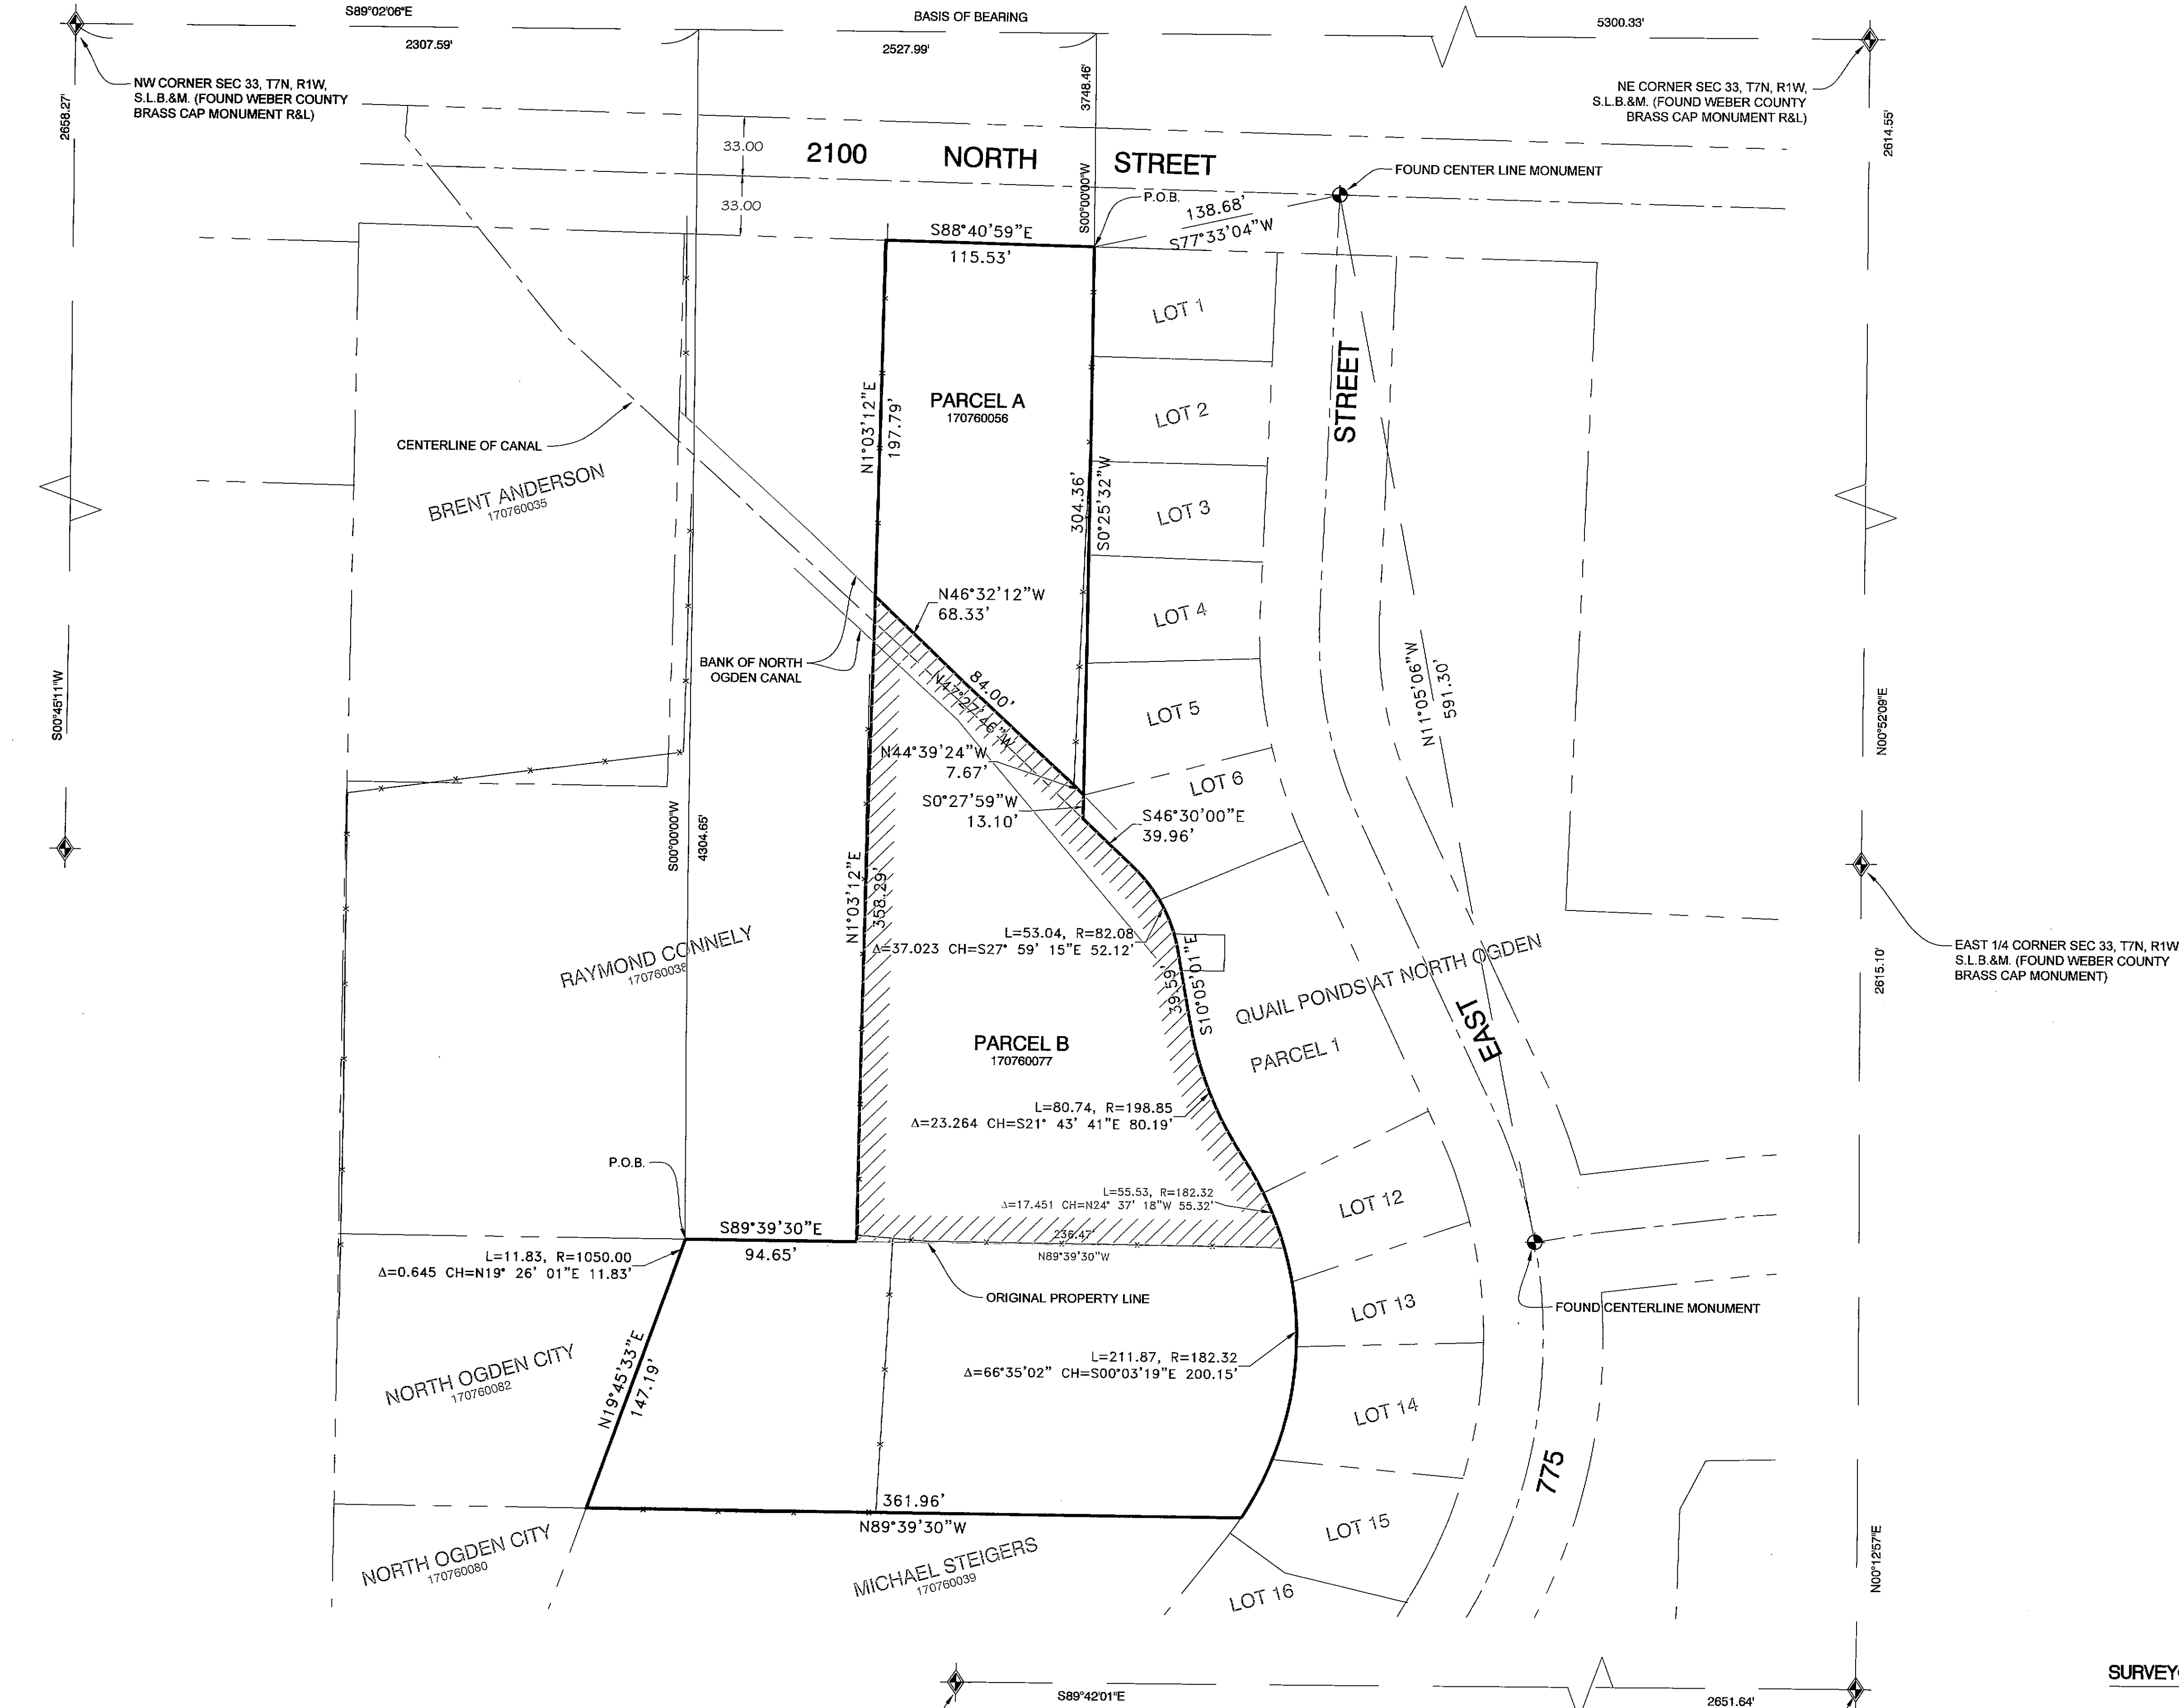 S89°02'06"E
BASIS OF BEARING
5300.33'
2307.59'
2527.99'
NW CORNER SEC 33, T7N, R1W,
S.L.B.&M. (FOUND WEBER COUNTY
BRASS CAP MONUMENT R&L)
NE CORNER SEC 33, T7N, R1W,
S.L.B.&M. (FOUND WEBER COUNTY
BRASS CAP MONUMENT R&L)
2658.27'
3748.46'
2614.55'
33.00
2100 NORTH STREET
FOUND CENTER LINE MONUMENT
33.00
S00°00'00"W
P.O.B.
138.68'
S77°33'04"W
S88°40'59"E
115.53'
LOT 1
STREET
PARCEL A
170760056
N1°03'12"E
197.79'
LOT 2
CENTERLINE OF CANAL
BRENT ANDERSON
170760035
304.36'
S0°25'32"W
LOT 3
N46°32'12"W
68.33'
LOT 4
BANK OF NORTH
OGDEN CANAL
84.00'
N47°27'46"W
LOT 5
N11°05'06"W
591.30'
S00°45'11"W
N00°52'09"E
N44°39'24"W
7.67'
LOT 6
S0°27'59"W
13.10'
S46°30'00"E
39.96'
S00°00'00"W
4304.65'
N1°03'12"E
358.29'
L=53.04, R=82.08
Δ=37.023 CH=S27° 59' 15"E 52.12'
RAYMOND CONNELY
170760038
39.59'
S10°05'01"E
QUAIL PONDS AT NORTH OGDEN
PARCEL 1
EAST
EAST 1/4 CORNER SEC 33, T7N, R1W
S.L.B.&M. (FOUND WEBER COUNTY
BRASS CAP MONUMENT)
2615.10'
PARCEL B
170760077
L=80.74, R=198.85
Δ=23.264 CH=S21° 43' 41"E 80.19'
P.O.B.
L=55.53, R=182.32
Δ=17.451 CH=N24° 37' 18"W 55.32'
LOT 12
S89°39'30"E
94.65'
236.47'
N89°39'30"W
L=11.83, R=1050.00
Δ=0.645 CH=N19° 26' 01"E 11.83'
ORIGINAL PROPERTY LINE
LOT 13
FOUND CENTERLINE MONUMENT
N19°45'33"E
147.19'
L=211.87, R=182.32
Δ=66°35'02" CH=S00°03'19"E 200.15'
NORTH OGDEN CITY
170760082
LOT 14
775
361.96'
N89°39'30"W
LOT 15
NORTH OGDEN CITY
170760080
MICHAEL STEIGERS
170760039
LOT 16
N00°12'57"E
S89°42'01"E
2651.64'